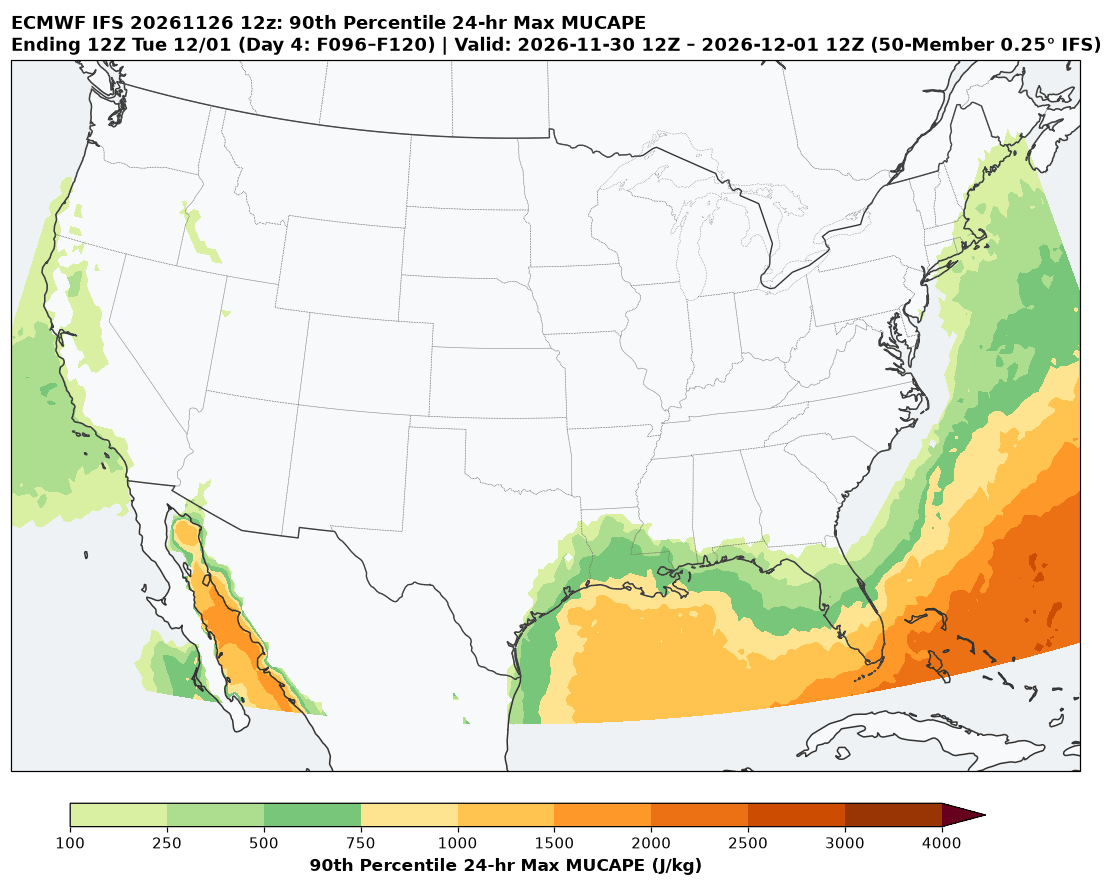 ECMWF IFS 20261126 12z: 90th Percentile 24-hr Max MUCAPE
Ending 12Z Tue 12/01 (Day 4: F096–F120) | Valid: 2026-11-30 12Z – 2026-12-01 12Z (50-Member 0.25° IFS)
100 250 500 750 1000 1500 2000 2500 3000 4000
90th Percentile 24-hr Max MUCAPE (J/kg)